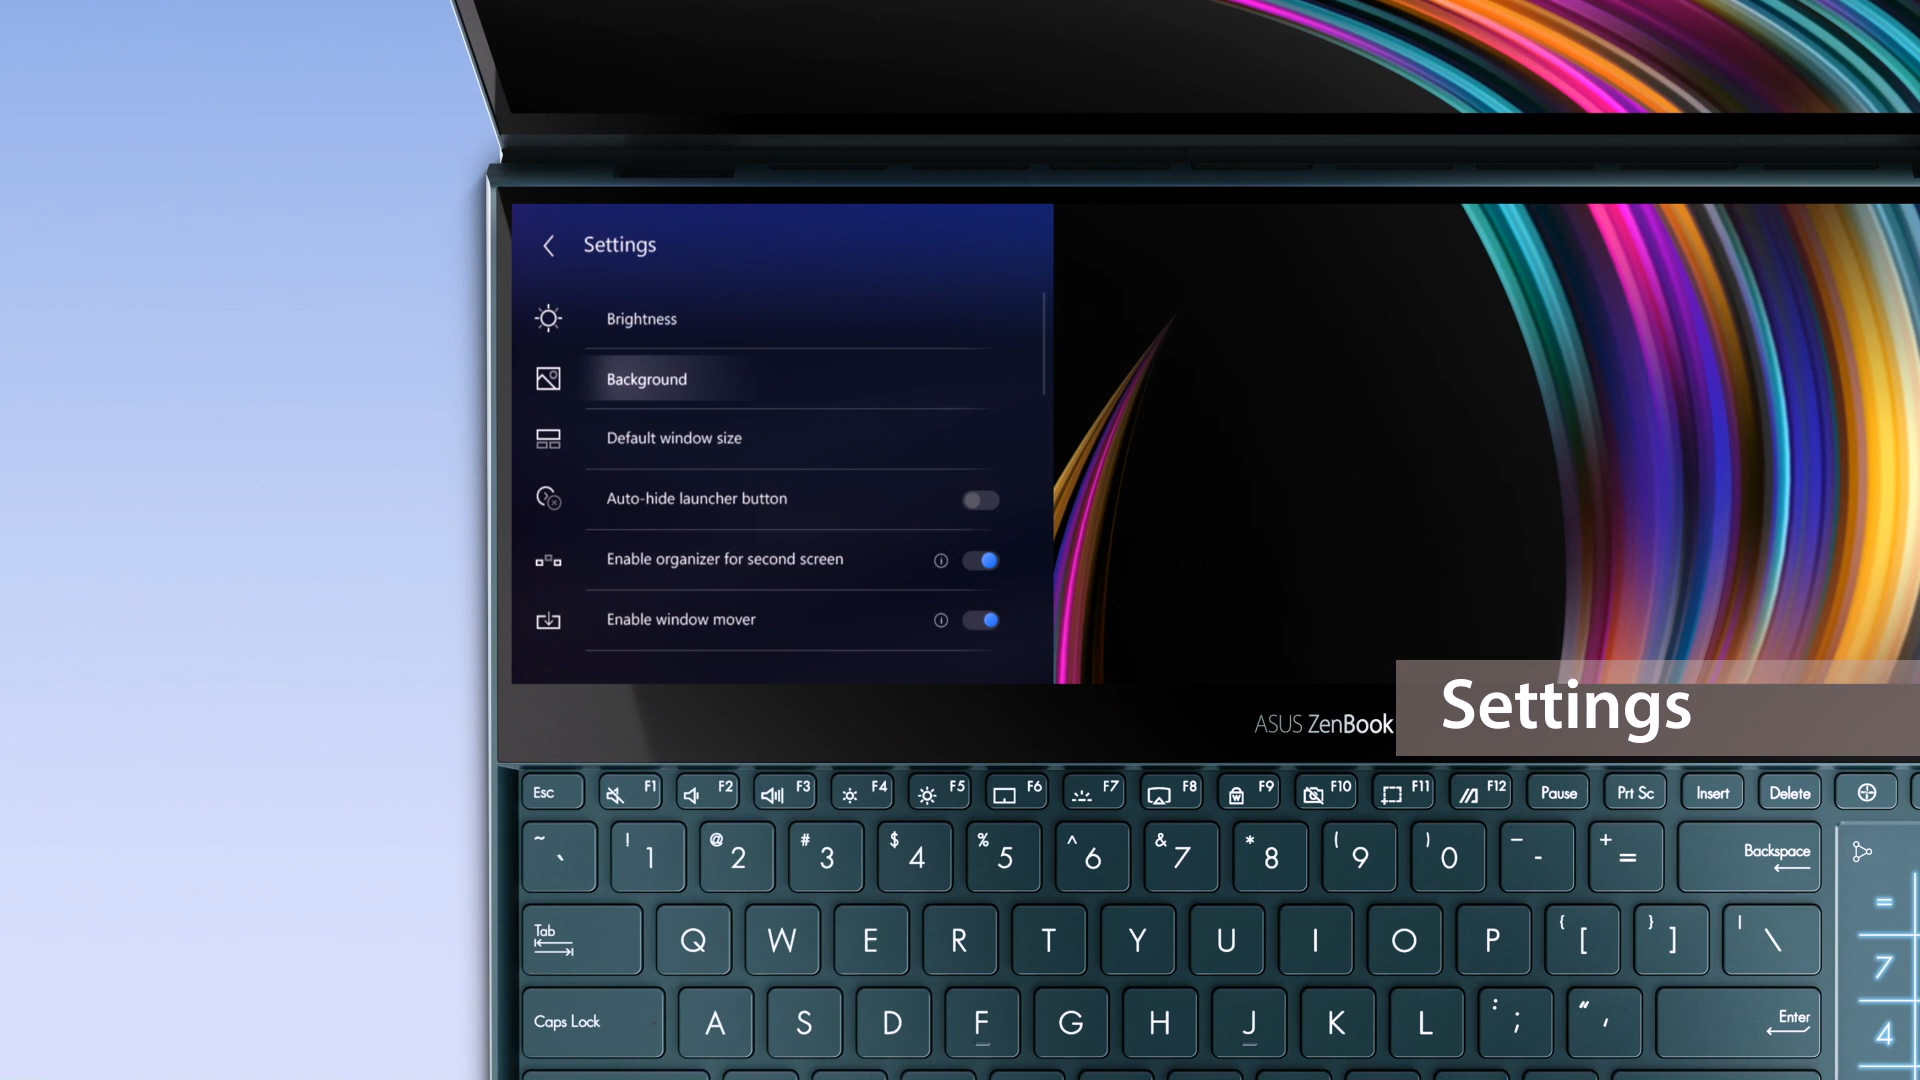 Settings
Brightness
Background
Default window size
Auto-hide launcher button
Enable organizer for second screen
Enable window mover
ASUS ZenBook
Settings
Esc F1 F2 F3 F4 F5 F6 F7 F8 F9 F10 F11 F12 Pause Prt Sc Insert Delete
~ ` ! 1 @ 2 # 3 $ 4 % 5 ^ 6 & 7 * 8 ( 9 ) 0 _ - + = Backspace
=
Tab Q W E R T Y U I O P { [ } ] | \
7
Caps Lock A S D F G H J K L : ; " ' Enter
4